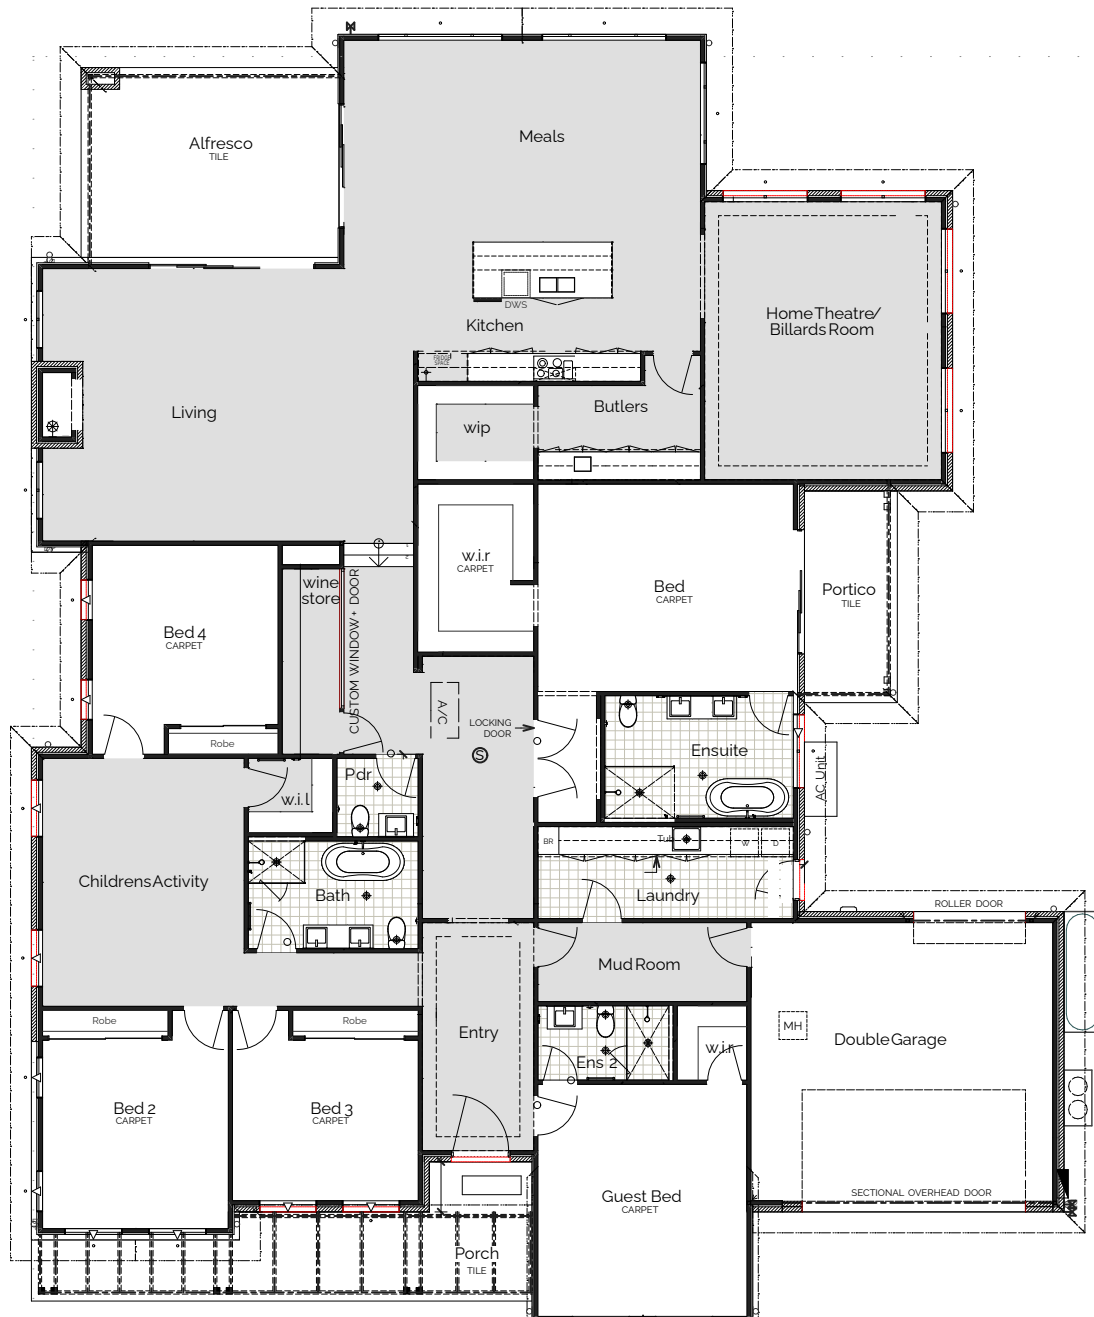 Meals
Alfresco
TILE
Home Theatre/
Billards Room
DWS
Kitchen
FRIDGE
SPACE
Living
Butlers
wip
w.i.r
CARPET
Bed
CARPET
Portico
TILE
wine
store
CUSTOM WINDOW + DOOR
Bed 4
CARPET
Robe
A/C
LOCKING
DOOR
S
Ensuite
AC Unit
Pdr
w.i.l
BR
Tub
W
D
Laundry
Childrens Activity
Bath
ROLLER DOOR
Mud Room
Entry
MH
Double Garage
Robe
Robe
Ens 2
w.i.r
Bed 2
CARPET
Bed 3
CARPET
Guest Bed
CARPET
SECTIONAL OVERHEAD DOOR
Porch
TILE